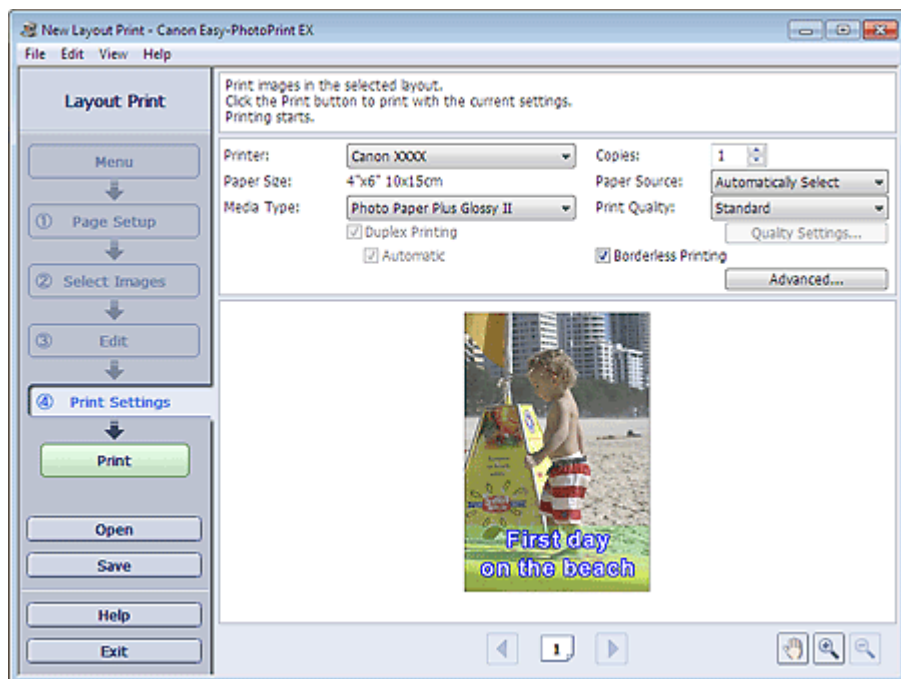 New Layout Print - Canon Easy-PhotoPrint EX
File Edit View Help
Layout Print
Menu
① Page Setup
② Select Images
③ Edit
④ Print Settings
Print
Open
Save
Help
Exit
Print images in the selected layout.
Click the Print button to print with the current settings.
Printing starts.
Printer: Canon XXXX Copies: 1
Paper Size: 4"x6" 10x15cm Paper Source: Automatically Select
Media Type: Photo Paper Plus Glossy II Print Quality: Standard
Duplex Printing Quality Settings...
Automatic Borderless Printing
Advanced...
First day
on the beach
1